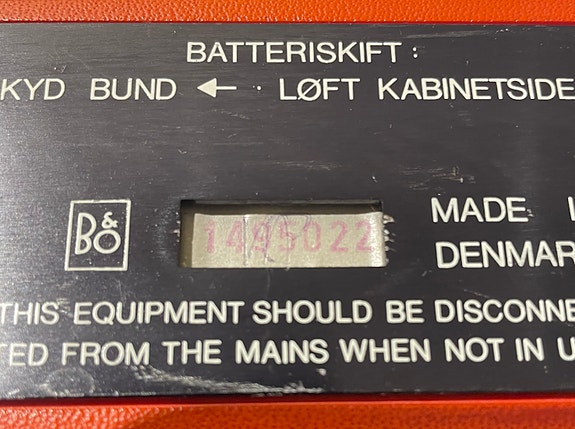 BATTERISKIFT :
KYD BUND ← LØFT KABINETSIDE
B&O
1495022
MADE I
DENMAR
THIS EQUIPMENT SHOULD BE DISCONNE
TED FROM THE MAINS WHEN NOT IN U